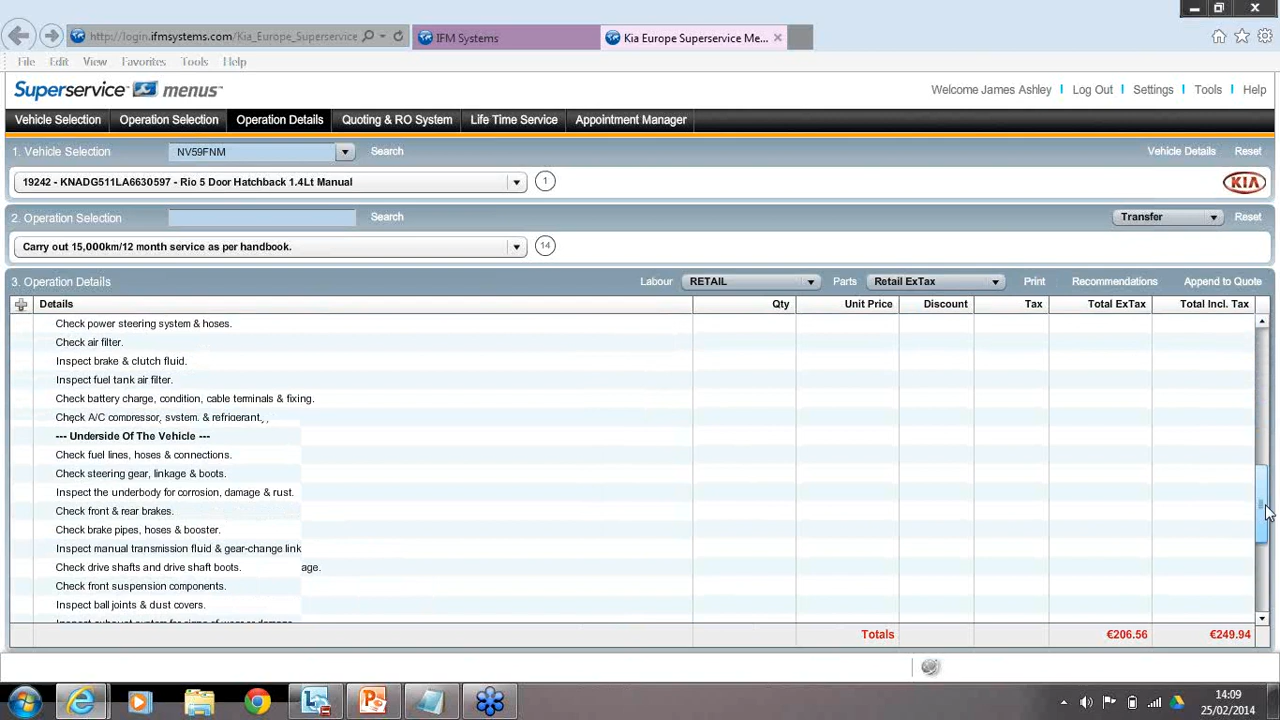 http://login.ifmsystems.com/Kia_Europe_Superservice
IFM Systems
Kia Europe Superservice Me...
File Edit View Favorites Tools Help
Superservice menus
Welcome James Ashley | Log Out | Settings | Tools | Help
Vehicle Selection Operation Selection Operation Details Quoting & RO System Life Time Service Appointment Manager
1. Vehicle Selection NV59FNM Search Vehicle Details Reset
19242 - KNADG511LA6630597 - Rio 5 Door Hatchback 1.4Lt Manual 1 KIA
2. Operation Selection Search Transfer Reset
Carry out 15,000km/12 month service as per handbook. 14
3. Operation Details Labour RETAIL Parts Retail ExTax Print Recommendations Append to Quote
Details Qty Unit Price Discount Tax Total ExTax Total Incl. Tax
Check power steering system & hoses.
Check air filter.
Inspect brake & clutch fluid.
Inspect fuel tank air filter.
Check battery charge, condition, cable terminals & fixing.
Check A/C compressor, system, & refrigerant,
--- Underside Of The Vehicle ---
Check fuel lines, hoses & connections.
Check steering gear, linkage & boots.
Inspect the underbody for corrosion, damage & rust.
Check front & rear brakes.
Check brake pipes, hoses & booster.
Inspect manual transmission fluid & gear-change link
Check drive shafts and drive shaft boots. age.
Check front suspension components.
Inspect ball joints & dust covers.
Inspect exhaust system for signs of wear or damage
Totals €206.56 €249.94
14:09
25/02/2014